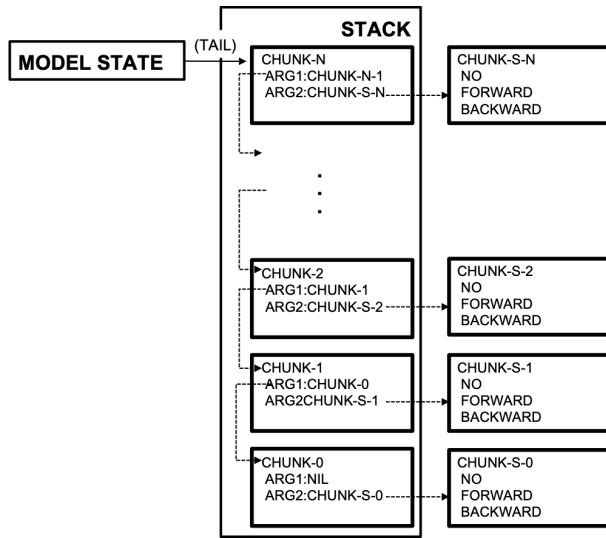 STACK
(TAIL)
MODEL STATE
CHUNK-N
ARG1:CHUNK-N-1
ARG2:CHUNK-S-N
CHUNK-S-N
NO
FORWARD
BACKWARD
.
.
.
CHUNK-2
ARG1:CHUNK-1
ARG2:CHUNK-S-2
CHUNK-S-2
NO
FORWARD
BACKWARD
CHUNK-1
ARG1:CHUNK-0
ARG2CHUNK-S-1
CHUNK-S-1
NO
FORWARD
BACKWARD
CHUNK-0
ARG1:NIL
ARG2:CHUNK-S-0
CHUNK-S-0
NO
FORWARD
BACKWARD